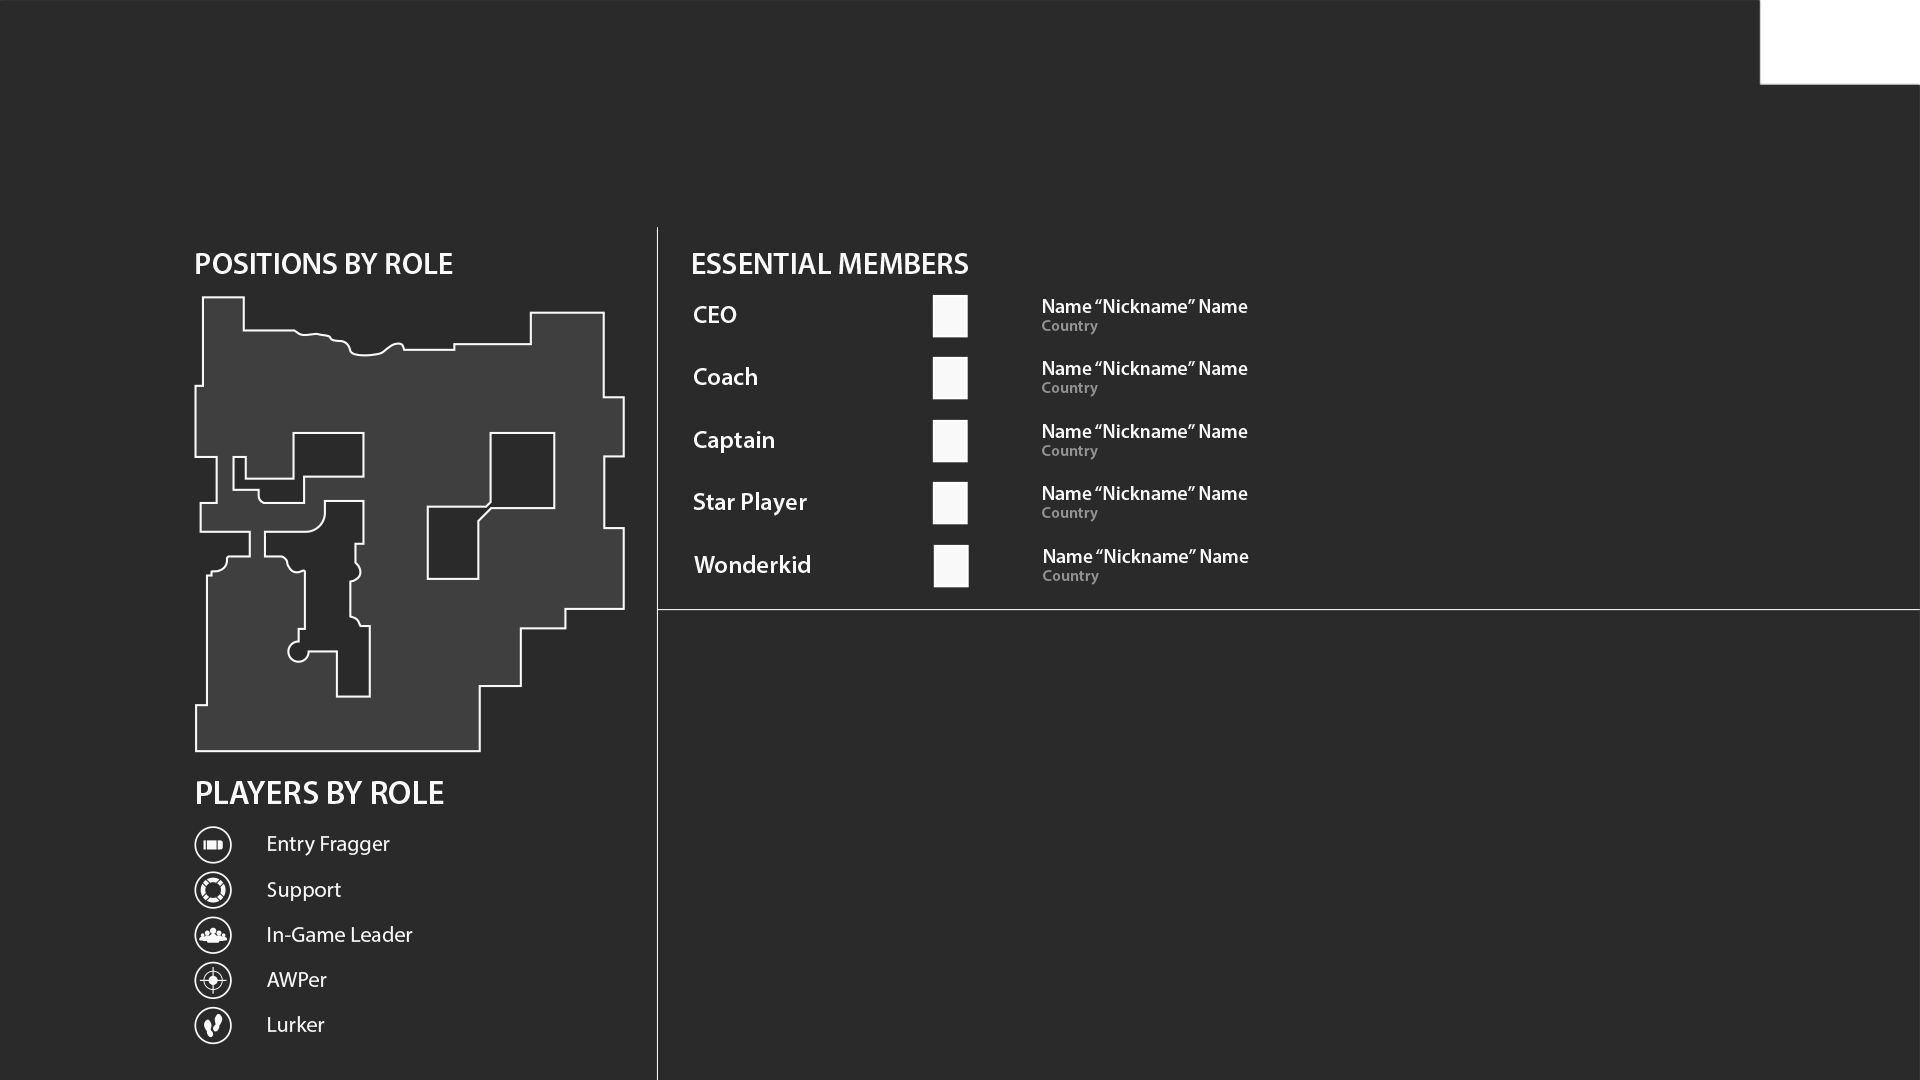 POSITIONS BY ROLE
PLAYERS BY ROLE
Entry Fragger
Support
In-Game Leader
AWPer
Lurker
ESSENTIAL MEMBERS
CEO
Name “Nickname” Name
Country
Coach
Name “Nickname” Name
Country
Captain
Name “Nickname” Name
Country
Star Player
Name “Nickname” Name
Country
Wonderkid
Name “Nickname” Name
Country